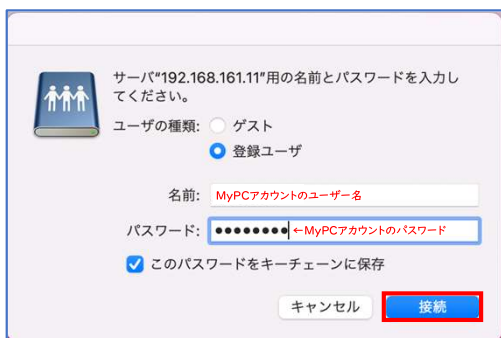 サーバ“192.168.161.11”用の名前とパスワードを入力し
てください。
ユーザの種類: ゲスト
登録ユーザ
名前: MyPCアカウントのユーザー名
パスワード: ●●●●●●●● ←MyPCアカウントのパスワード
このパスワードをキーチェーンに保存
キャンセル 接続